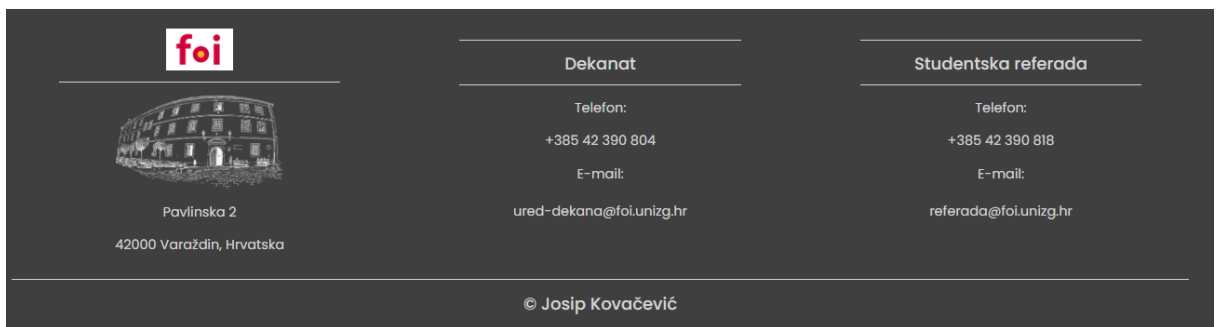 foi
Pavlinska 2
42000 Varaždin, Hrvatska
Dekanat
Telefon:
+385 42 390 804
E-mail:
ured-dekana@foi.unizg.hr
Studentska referada
Telefon:
+385 42 390 818
E-mail:
referada@foi.unizg.hr
© Josip Kovačević